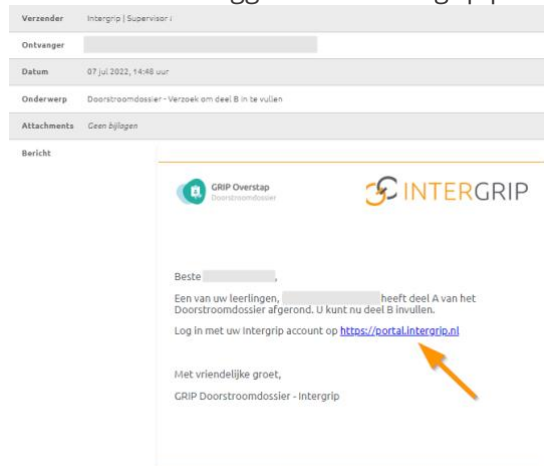 Verzender Intergrip | Supervisor
Ontvanger
Datum 07 jul 2022, 14:48 uur
Onderwerp Doorstroomdossier - Verzoek om deel B in te vullen
Attachments Geen bijlagen
Bericht
GRIP Overstap
Doorstroomdossier
INTERGRIP
Beste ,
Een van uw leerlingen, heeft deel A van het
Doorstroomdossier afgerond. U kunt nu deel B invullen.
Log in met uw Intergrip account op https://portal.intergrip.nl
Met vriendelijke groet,
GRIP Doorstroomdossier - Intergrip